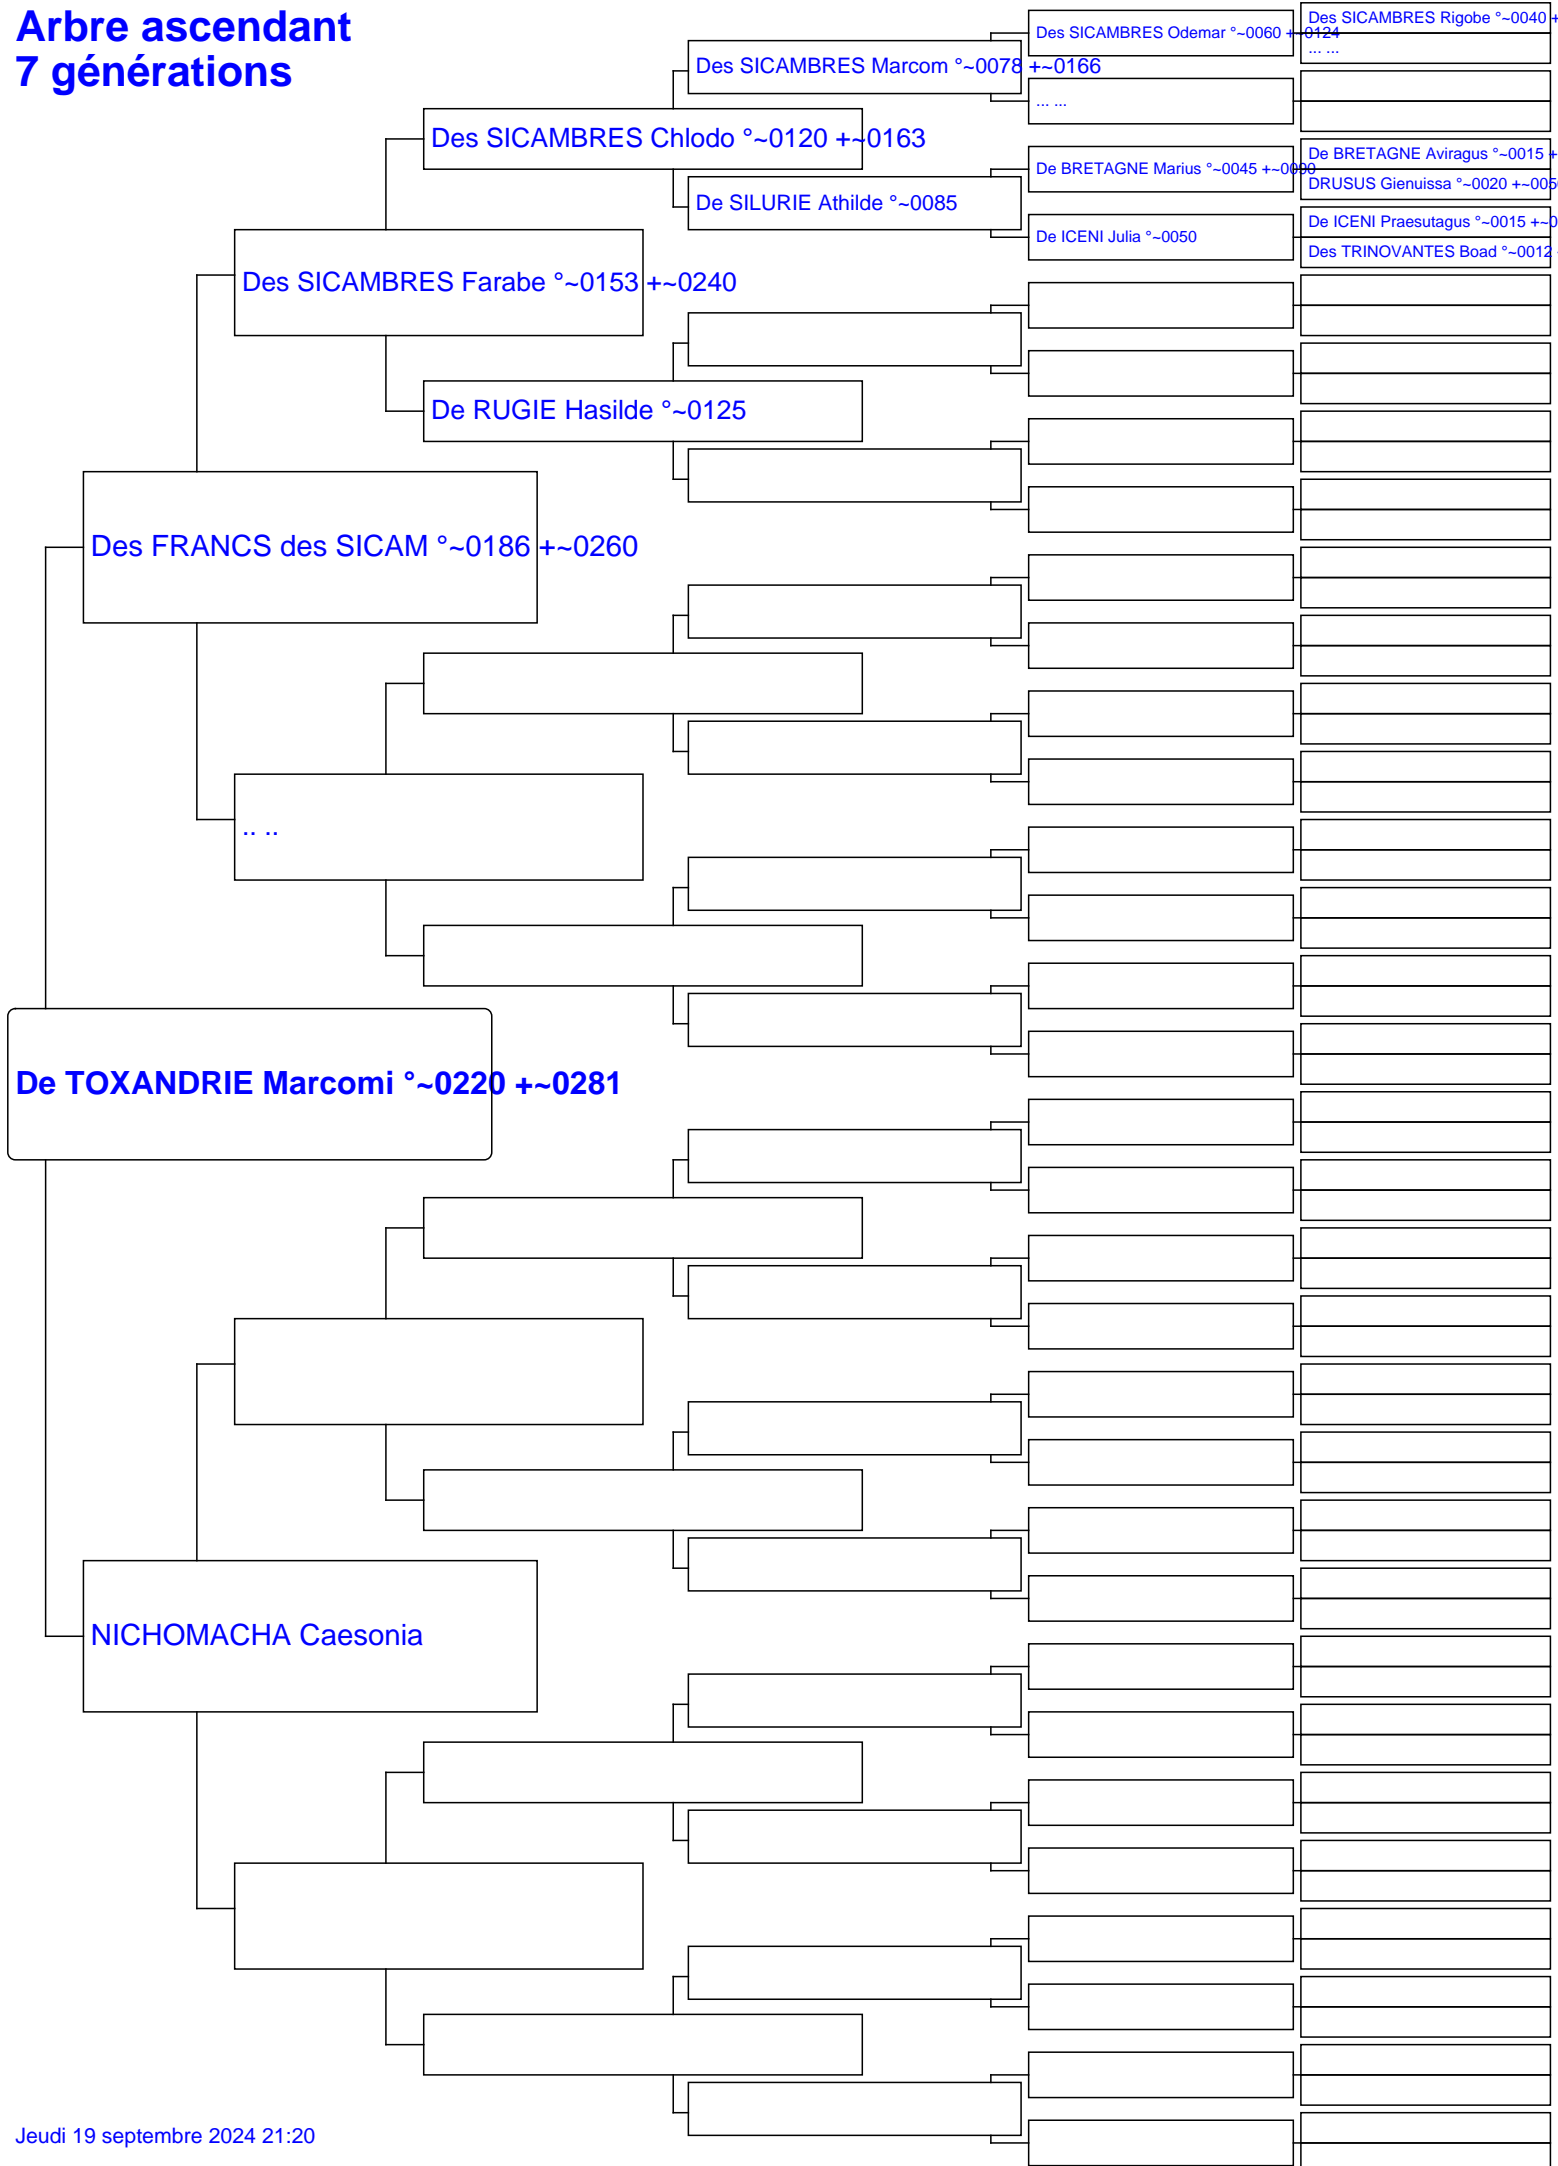 Arbre ascendant
7 générations
Des SICAMBRES Rigobe °~0040 +
... ...
Des SICAMBRES Odemar °~0060 +~0124
Des SICAMBRES Marcom °~0078 +~0166
... ...
Des SICAMBRES Chlodo °~0120 +~0163
De BRETAGNE Aviragus °~0015 +
De BRETAGNE Marius °~0045 +~0090
DRUSUS Gienuissa °~0020 +~005
De SILURIE Athilde °~0085
De ICENI Praesutagus °~0015 +~0
De ICENI Julia °~0050
Des TRINOVANTES Boad °~0012
Des SICAMBRES Farabe °~0153 +~0240
De RUGIE Hasilde °~0125
Des FRANCS des SICAM °~0186 +~0260
.. ..
De TOXANDRIE Marcomi °~0220 +~0281
NICHOMACHA Caesonia
Jeudi 19 septembre 2024 21:20